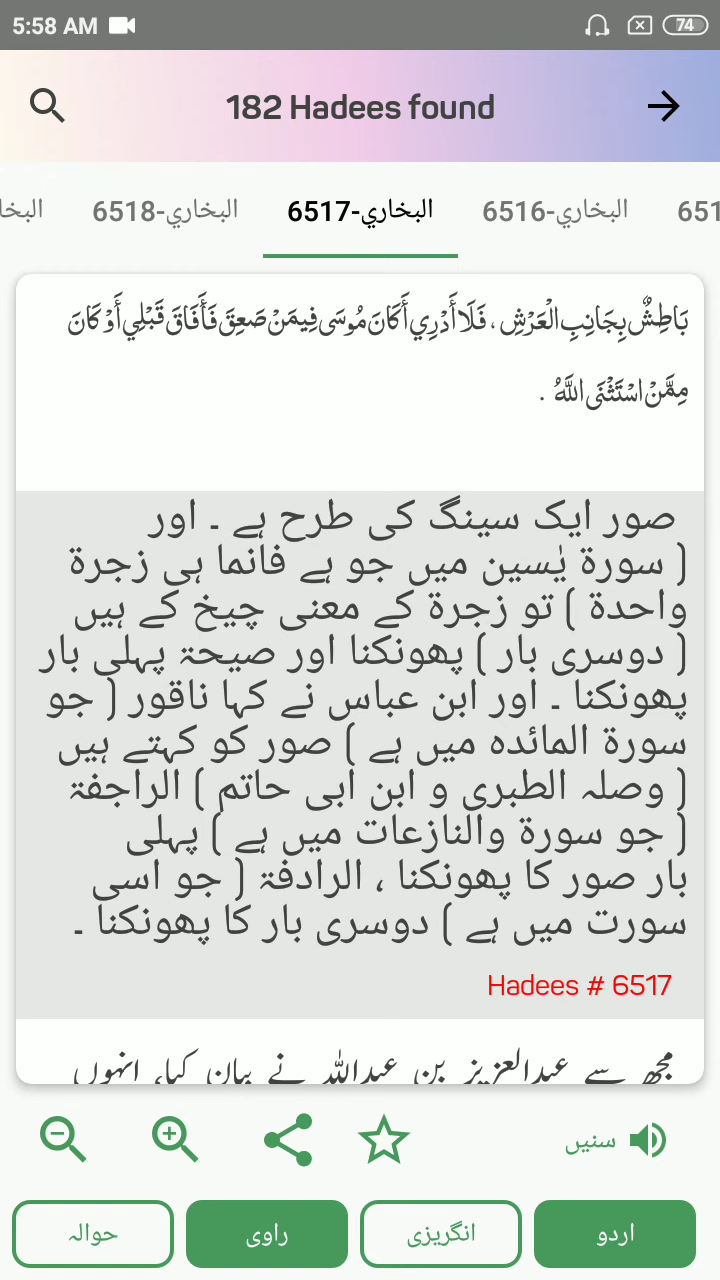 5:58 AM 74
182 Hadees found
البخا البخاري-6518 البخاري-6517 البخاري-6516 651
بَاطِشٌ بِجَانِبِ الْعَرْشِ ، فَلَا أَدْرِي أَكَانَ مُوسَى فِيمَنْ صَعِقَ فَأَفَاقَ قَبْلِي أَوْ كَانَ
مِمَّنْ اسْتَثْنَى اللَّهُ .
صور ایک سینگ کی طرح ہے ۔ اور
( سورۃ یٰسین میں جو ہے فانما ہی زجرۃ
واحدۃ ) تو زجرۃ کے معنی چیخ کے ہیں
( دوسری بار ) پھونکنا اور صیحۃ پہلی بار
پھونکنا ۔ اور ابن عباس نے کہا ناقور ( جو
سورۃ المائدہ میں ہے ) صور کو کہتے ہیں
( وصلہ الطبری و ابن ابی حاتم ) الراجفۃ
( جو سورۃ والنازعات میں ہے ) پہلی
بار صور کا پھونکنا ، الرادفۃ ( جو اسی
سورت میں ہے ) دوسری بار کا پھونکنا ۔
Hadees # 6517
مجھ سے عبدالعزیز بن عبداللہ نے بیان کیا، انہوں
سنیں
حوالہ راوی انگریزی اردو